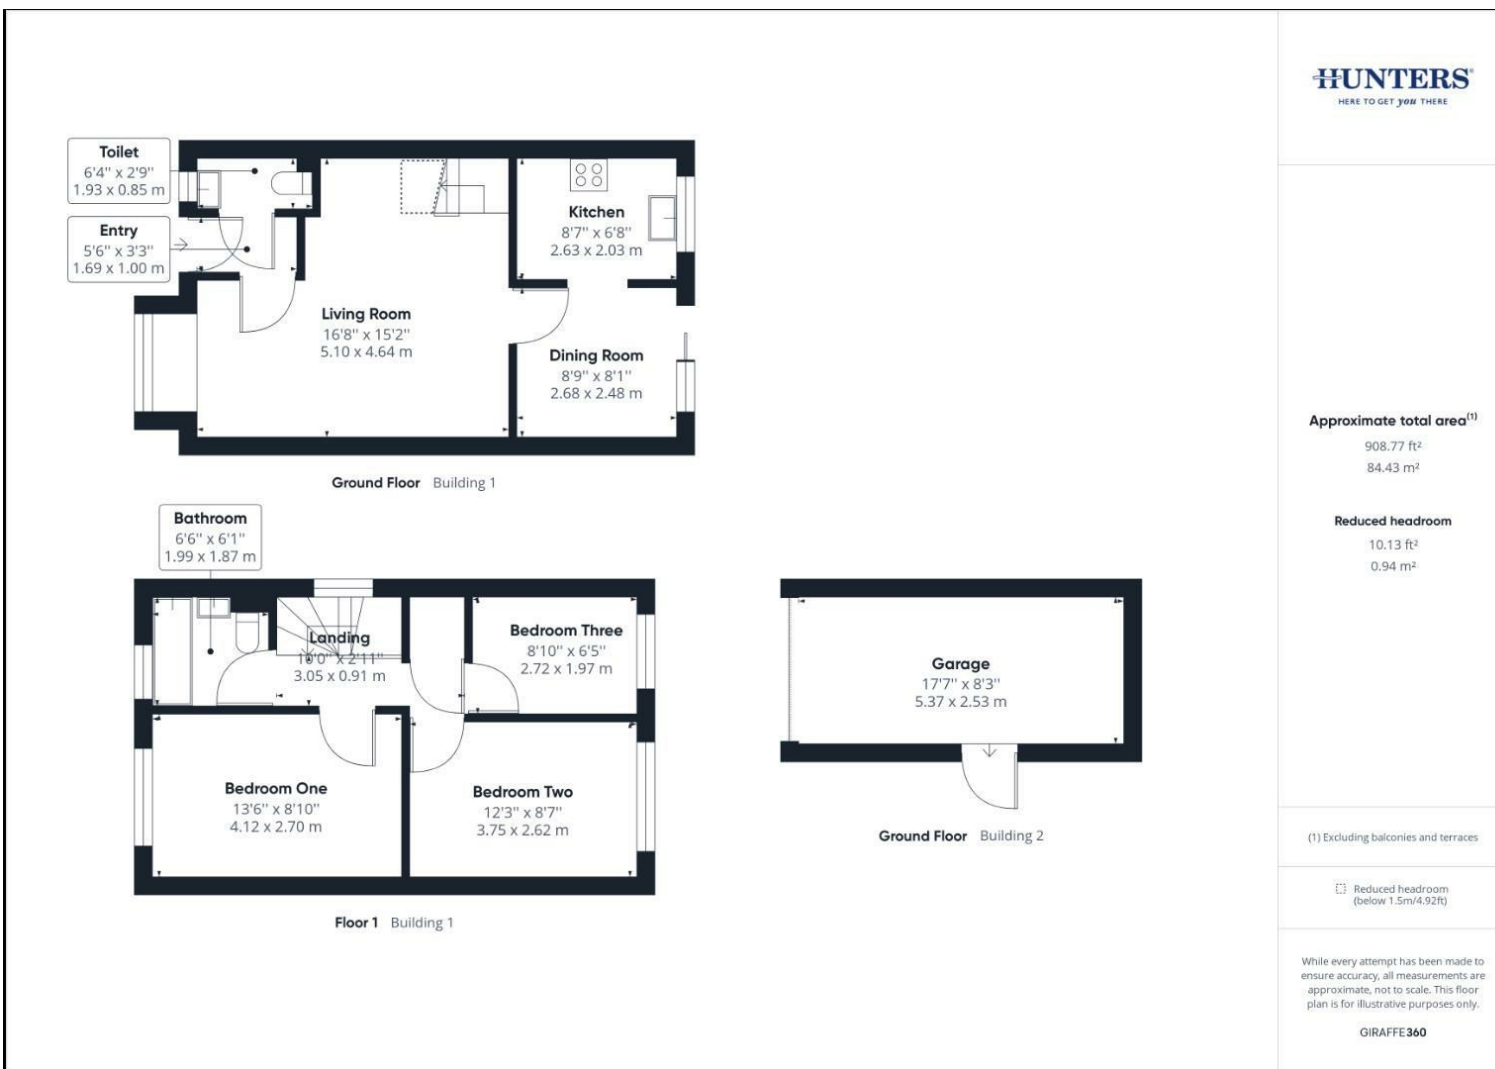 HUNTERS®
HERE TO GET you THERE
Toilet
6'4" x 2'9"
1.93 x 0.85 m
Entry
5'6" x 3'3"
1.69 x 1.00 m
Living Room
16'8" x 15'2"
5.10 x 4.64 m
Kitchen
8'7" x 6'8"
2.63 x 2.03 m
Dining Room
8'9" x 8'1"
2.68 x 2.48 m
Ground Floor Building 1
Bathroom
6'6" x 6'1"
1.99 x 1.87 m
Landing
10'0" x 2'11"
3.05 x 0.91 m
Bedroom Three
8'10" x 6'5"
2.72 x 1.97 m
Bedroom One
13'6" x 8'10"
4.12 x 2.70 m
Bedroom Two
12'3" x 8'7"
3.75 x 2.62 m
Floor 1 Building 1
Garage
17'7" x 8'3"
5.37 x 2.53 m
Ground Floor Building 2
Approximate total area⁽¹⁾
908.77 ft²
84.43 m²
Reduced headroom
10.13 ft²
0.94 m²
(1) Excluding balconies and terraces
Reduced headroom
(below 1.5m/4.92ft)
While every attempt has been made to
ensure accuracy, all measurements are
approximate, not to scale. This floor
plan is for illustrative purposes only.
GIRAFFE360